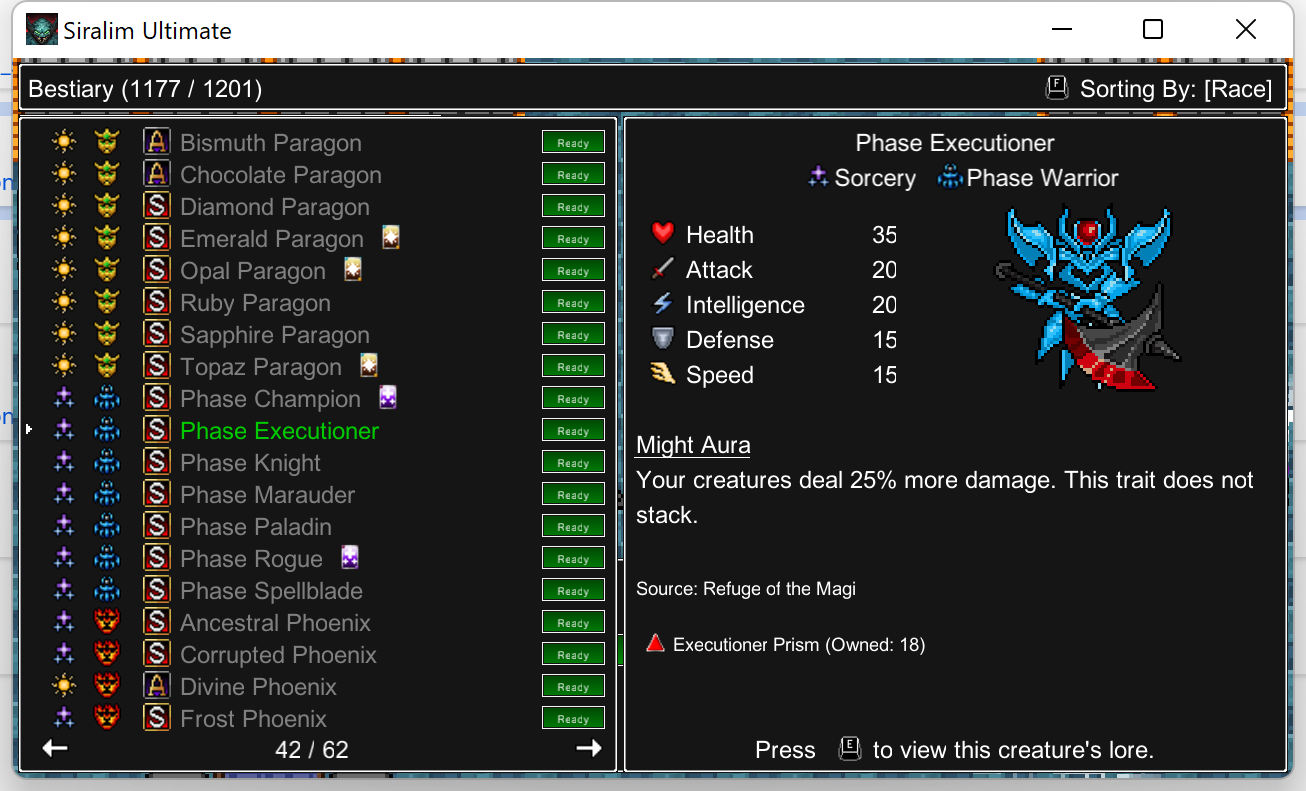 Siralim Ultimate
Bestiary (1177 / 1201)
F Sorting By: [Race]
A Bismuth Paragon Ready
A Chocolate Paragon Ready
S Diamond Paragon Ready
S Emerald Paragon Ready
S Opal Paragon Ready
S Ruby Paragon Ready
S Sapphire Paragon Ready
S Topaz Paragon Ready
S Phase Champion Ready
S Phase Executioner Ready
S Phase Knight Ready
S Phase Marauder Ready
S Phase Paladin Ready
S Phase Rogue Ready
S Phase Spellblade Ready
S Ancestral Phoenix Ready
S Corrupted Phoenix Ready
A Divine Phoenix Ready
S Frost Phoenix Ready
42 / 62
Phase Executioner
Sorcery Phase Warrior
Health 35
Attack 20
Intelligence 20
Defense 15
Speed 15
Might Aura
Your creatures deal 25% more damage. This trait does not
stack.
Source: Refuge of the Magi
Executioner Prism (Owned: 18)
Press E to view this creature's lore.